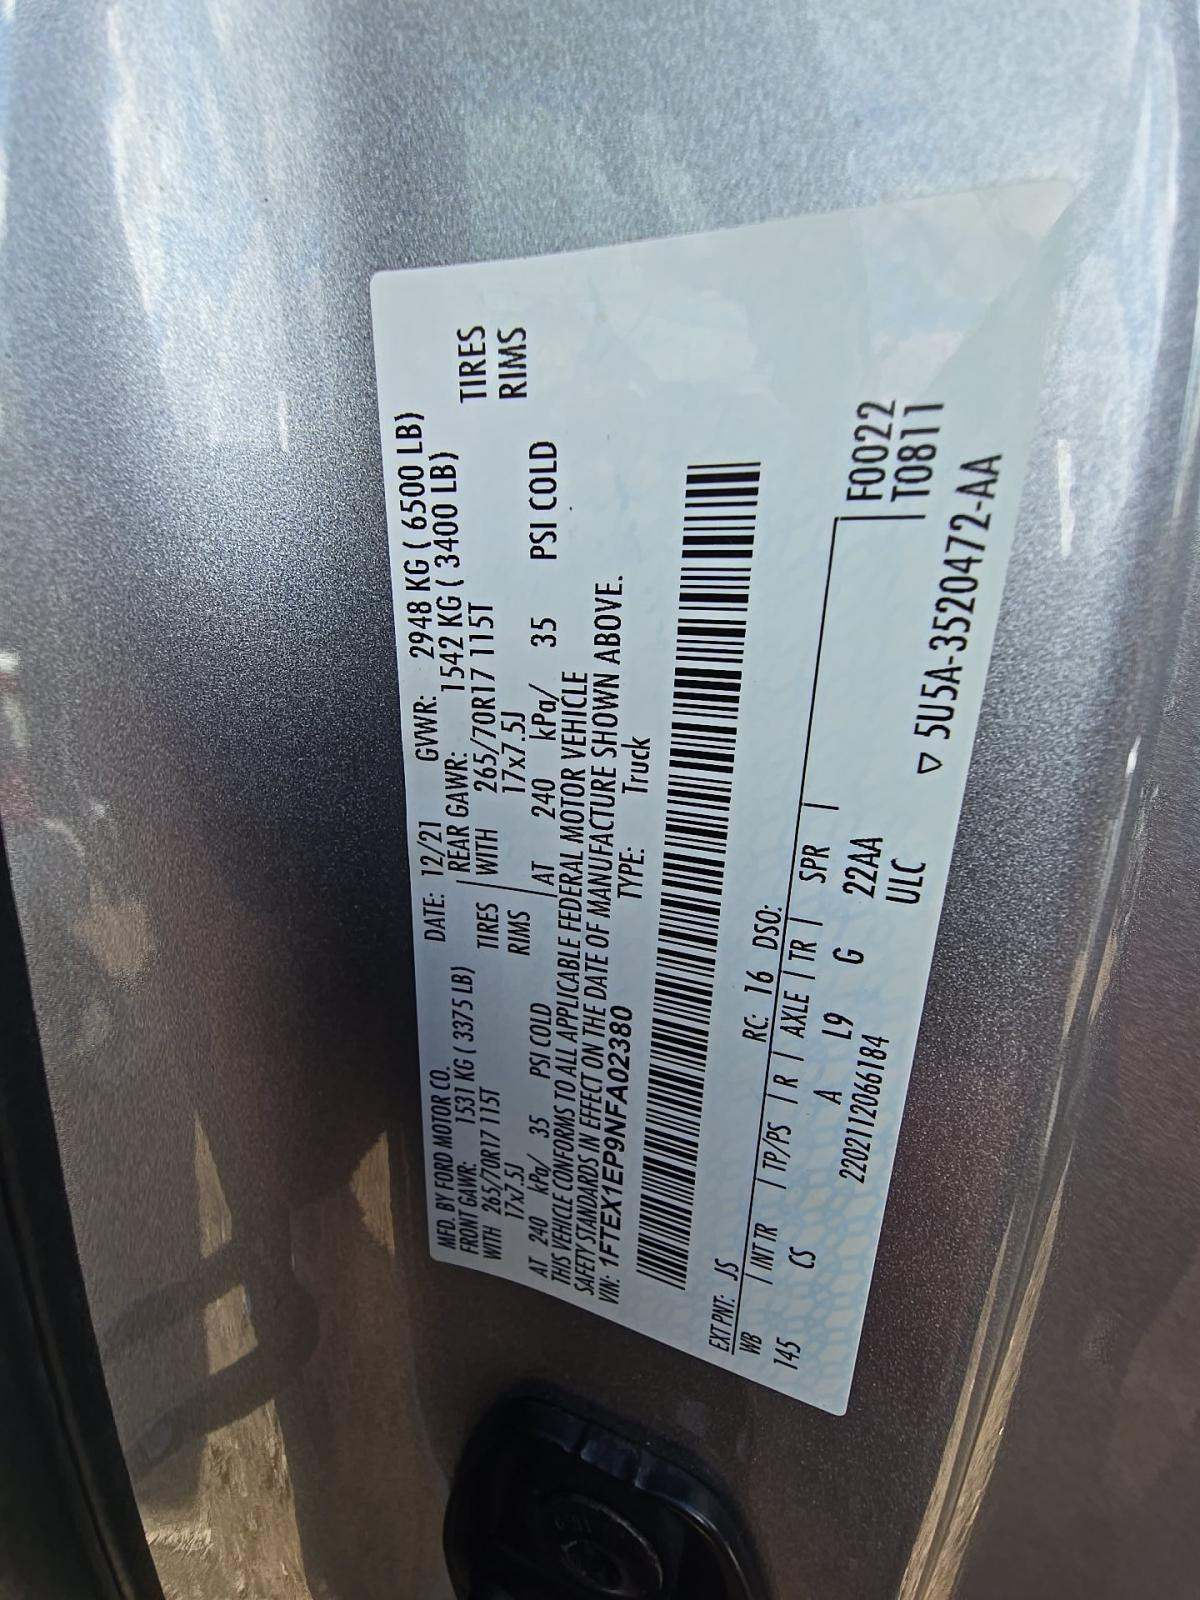 MFD. BY FORD MOTOR CO. DATE: 12/21 GVWR: 2948 KG ( 6500 LB)
FRONT GAWR: 1531 KG ( 3375 LB) REAR GAWR: 1542 KG ( 3400 LB)
WITH 265/70R17 115T TIRES WITH 265/70R17 115T TIRES
17x7.5J RIMS 17x7.5J RIMS
AT 240 kPa/ 35 PSI COLD AT 240 kPa/ 35 PSI COLD
THIS VEHICLE CONFORMS TO ALL APPLICABLE FEDERAL MOTOR VEHICLE
SAFETY STANDARDS IN EFFECT ON THE DATE OF MANUFACTURE SHOWN ABOVE.
VIN: 1FTEX1EP9NFA02380 TYPE: Truck
EXT PNT: JS RC: 16 DSO:
WB | INT TR | TP/PS | R | AXLE | TR | SPR |
145 CS A L9 G 22AA F0022
2202112066184 ULC T0811
▽ 5U5A-3520472-AA